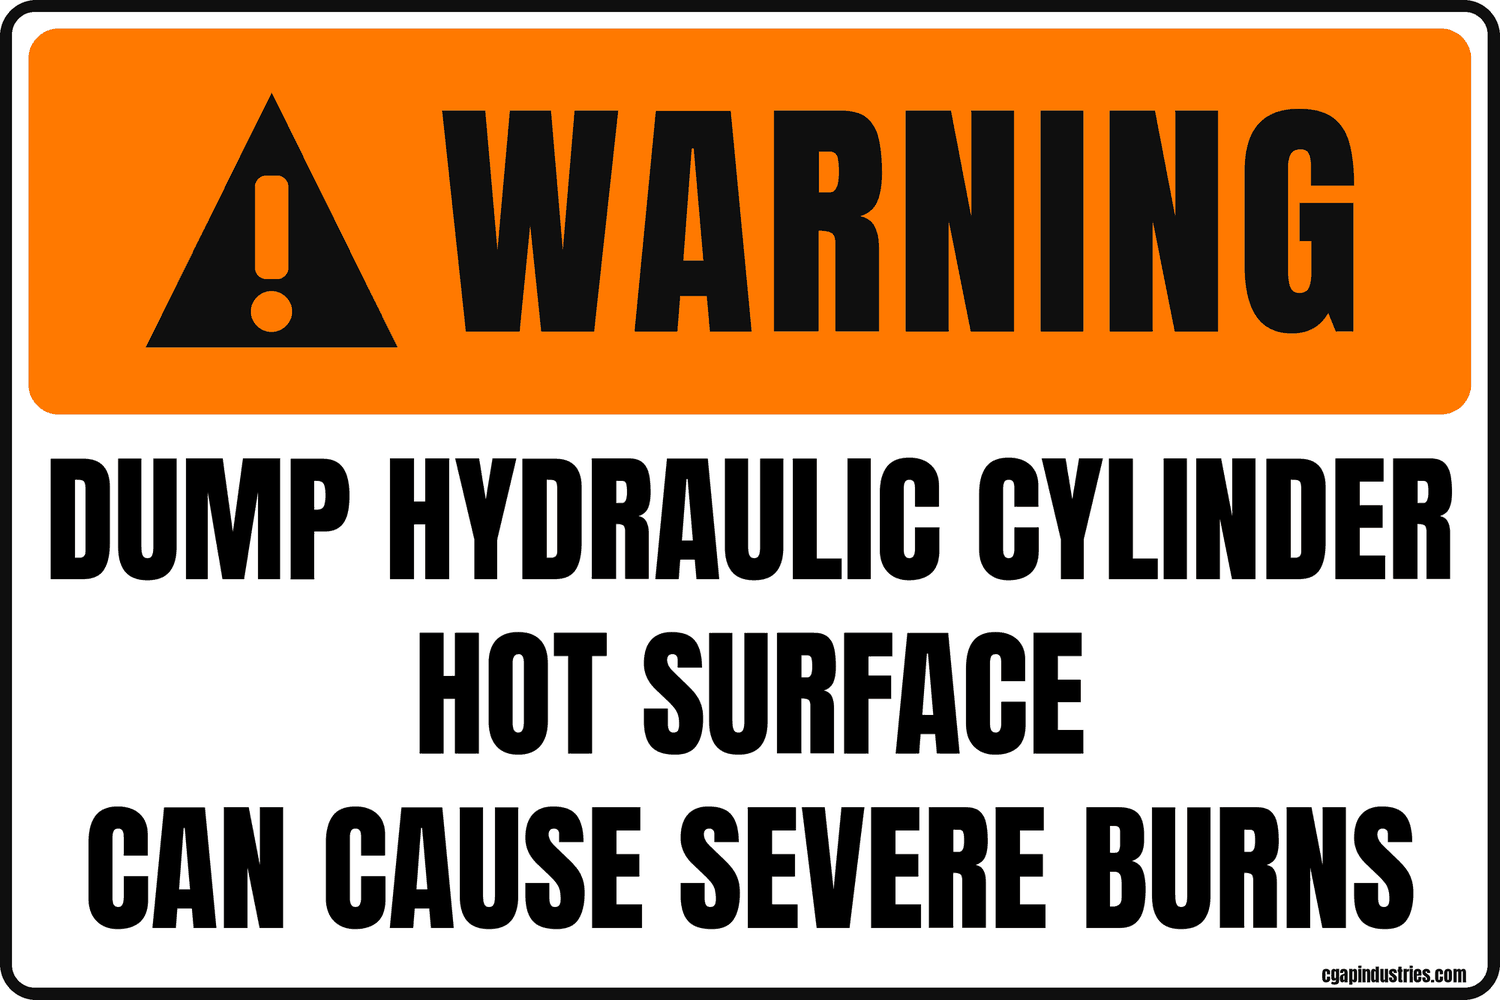 WARNING
DUMP HYDRAULIC CYLINDER
HOT SURFACE
CAN CAUSE SEVERE BURNS
cgapindustries.com